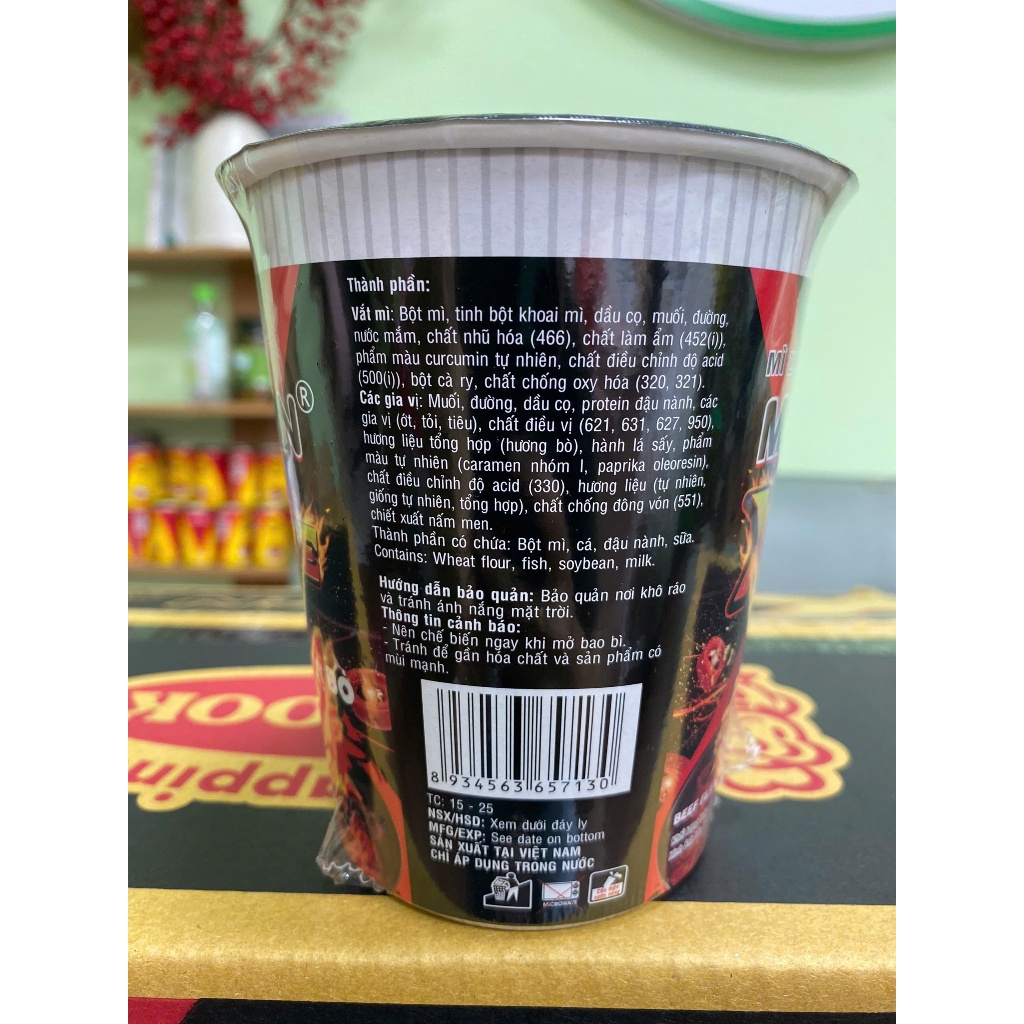 Thành phần:
Vắt mì: Bột mì, tinh bột khoai mì, dầu cọ, muối, đường,
nước mắm, chất nhũ hóa (466), chất làm ẩm (452(i)),
phẩm màu curcumin tự nhiên, chất điều chỉnh độ acid
(500(i)), bột cà ry, chất chống oxy hóa (320, 321).
Các gia vị: Muối, đường, dầu cọ, protein đậu nành, các
gia vị (ớt, tỏi, tiêu), chất điều vị (621, 631, 627, 950),
hương liệu tổng hợp (hương bò), hành lá sấy, phẩm
màu tự nhiên (caramen nhóm I, paprika oleoresin),
chất điều chỉnh độ acid (330), hương liệu (tự nhiên,
giống tự nhiên, tổng hợp), chất chống đông vón (551),
chiết xuất nấm men.
Thành phần có chứa: Bột mì, cá, đậu nành, sữa.
Contains: Wheat flour, fish, soybean, milk.
Hướng dẫn bảo quản: Bảo quản nơi khô ráo
và tránh ánh nắng mặt trời.
Thông tin cảnh báo:
- Nên chế biến ngay khi mở bao bì.
- Tránh để gần hóa chất và sản phẩm có
mùi mạnh.
8 934563 657130
TC: 15 - 25
NSX/HSD: Xem dưới đáy ly
MFG/EXP: See date on bottom
SẢN XUẤT TẠI VIỆT NAM
CHỈ ÁP DỤNG TRONG NƯỚC
MICROWAVE
N®
E
BÒ
MÌ
M
BEEF
OOK
appin